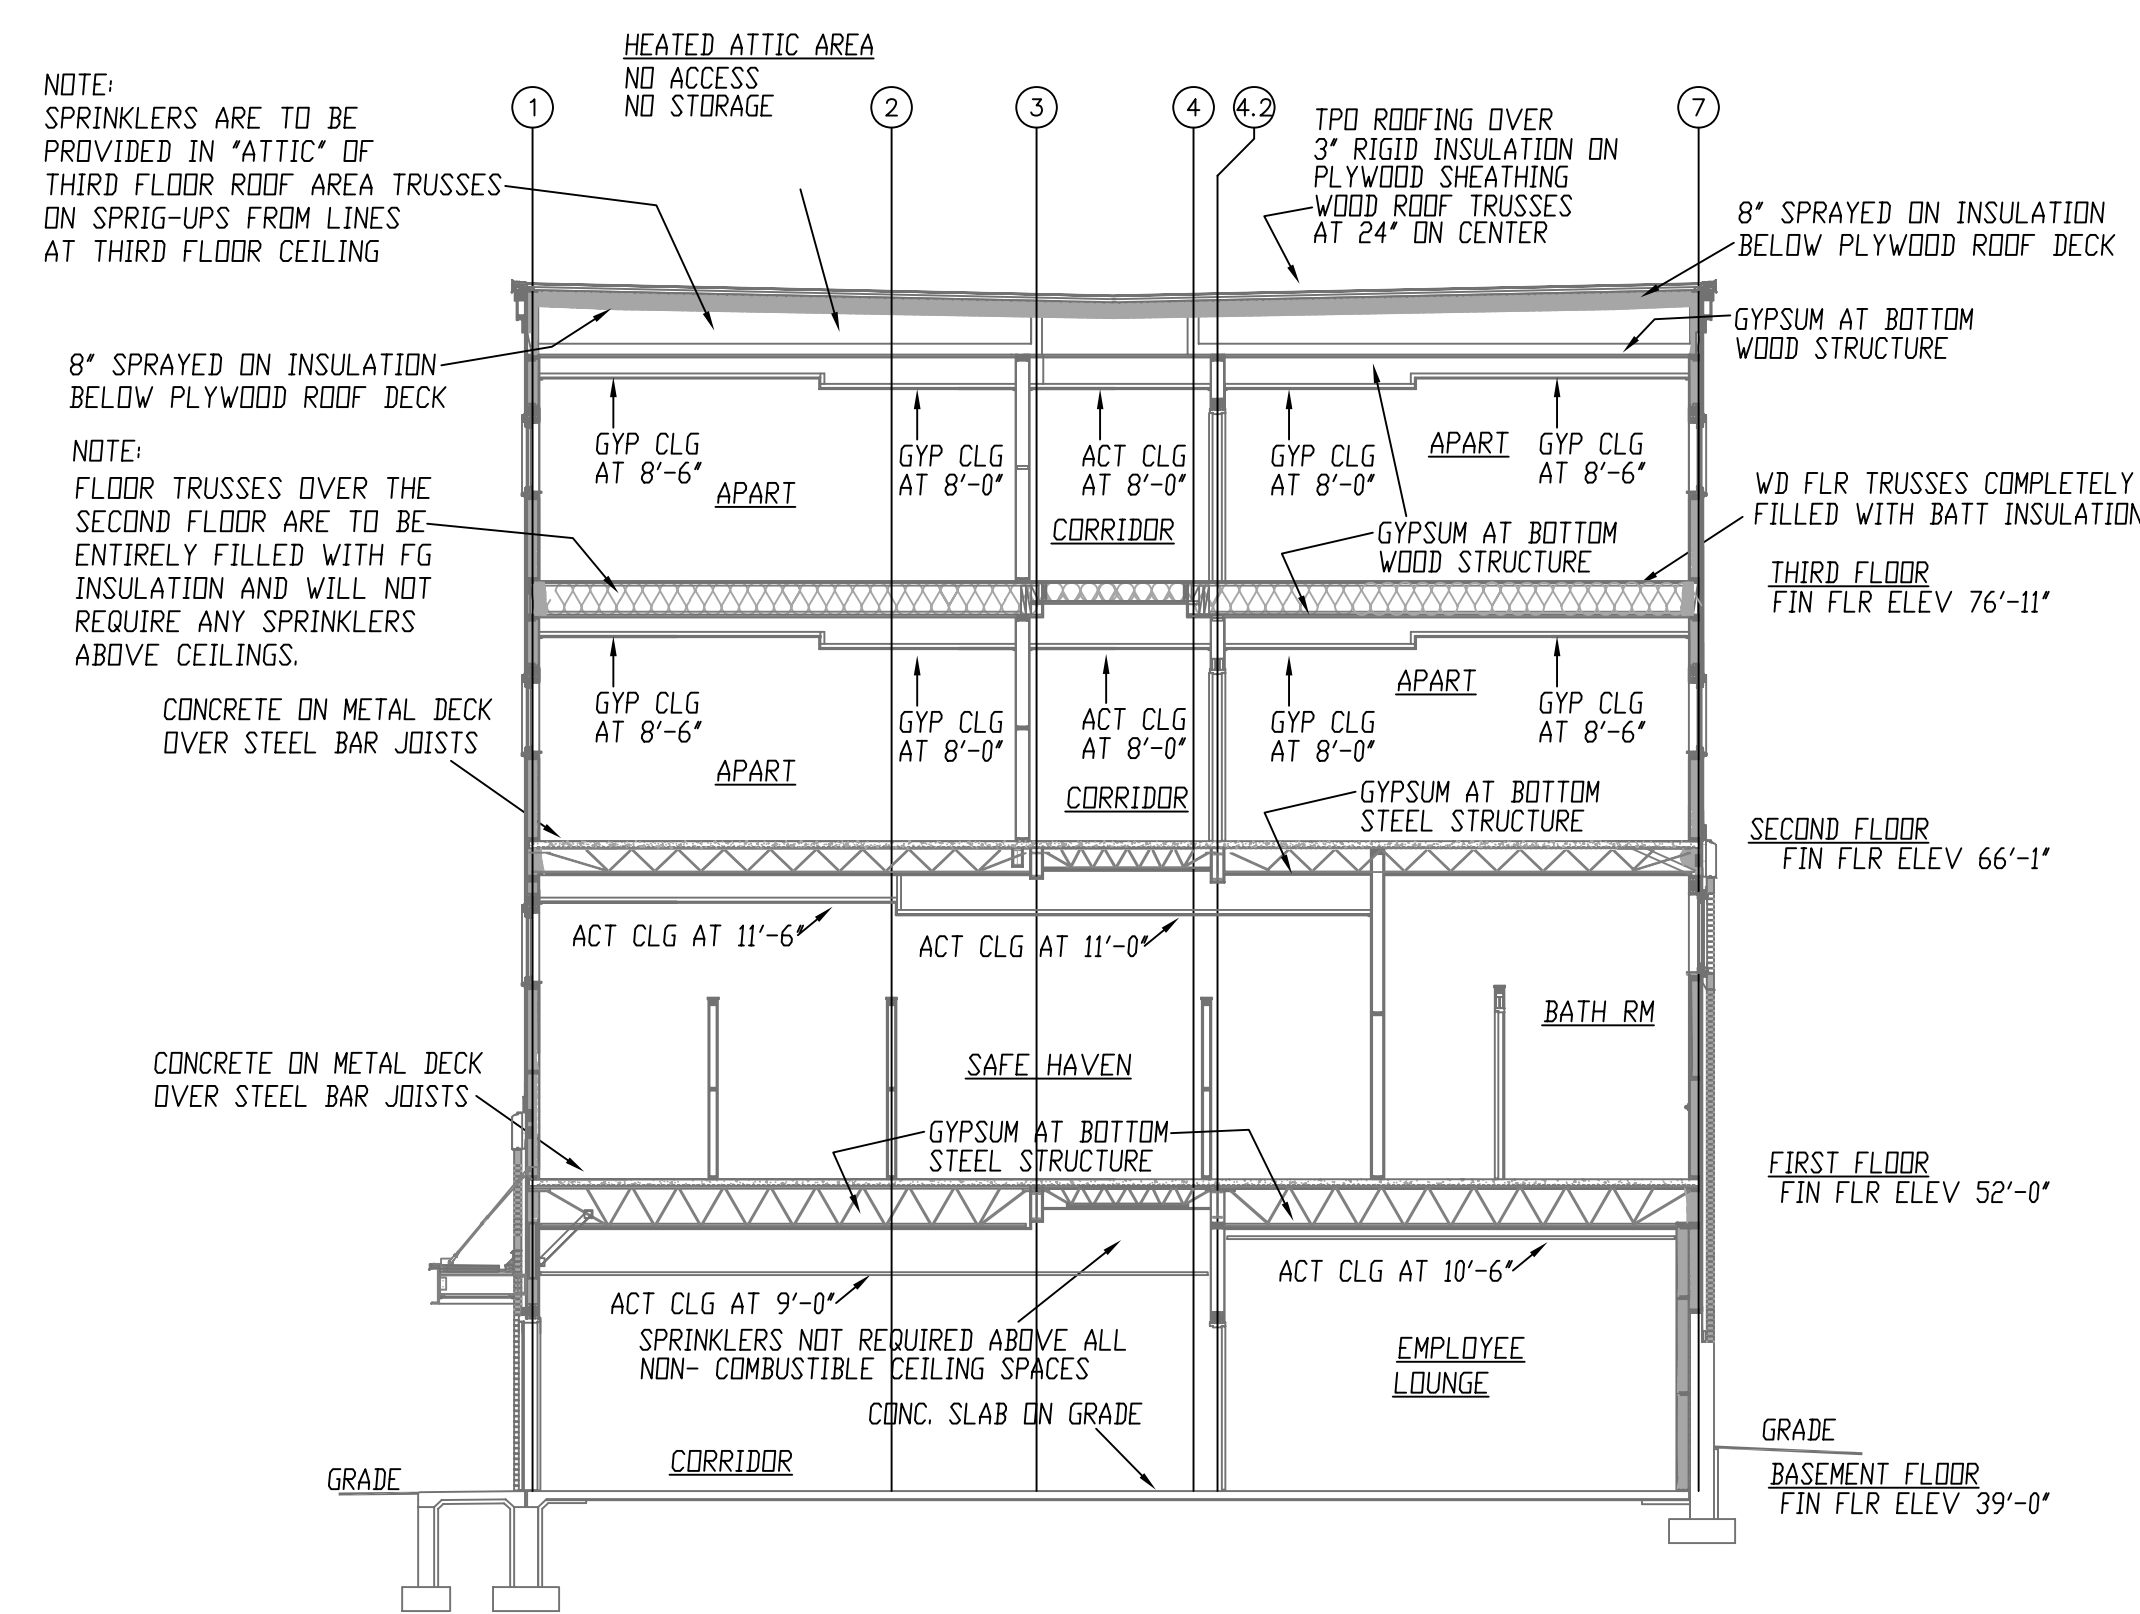 HEATED ATTIC AREA
NO ACCESS
NO STORAGE
NOTE:
SPRINKLERS ARE TO BE
PROVIDED IN "ATTIC" OF
THIRD FLOOR ROOF AREA TRUSSES
ON SPRIG-UPS FROM LINES
AT THIRD FLOOR CEILING
1
2
3
4
4.2
7
TPO ROOFING OVER
3" RIGID INSULATION ON
PLYWOOD SHEATHING
WOOD ROOF TRUSSES
AT 24" ON CENTER
8" SPRAYED ON INSULATION
BELOW PLYWOOD ROOF DECK
GYPSUM AT BOTTOM
WOOD STRUCTURE
8" SPRAYED ON INSULATION
BELOW PLYWOOD ROOF DECK
NOTE:
FLOOR TRUSSES OVER THE
SECOND FLOOR ARE TO BE
ENTIRELY FILLED WITH FG
INSULATION AND WILL NOT
REQUIRE ANY SPRINKLERS
ABOVE CEILINGS.
GYP CLG
AT 8'-6"
APART
GYP CLG
AT 8'-0"
ACT CLG
AT 8'-0"
CORRIDOR
GYP CLG
AT 8'-0"
APART
GYP CLG
AT 8'-6"
GYPSUM AT BOTTOM
WOOD STRUCTURE
WD FLR TRUSSES COMPLETELY
FILLED WITH BATT INSULATION
THIRD FLOOR
FIN FLR ELEV 76'-11"
CONCRETE ON METAL DECK
OVER STEEL BAR JOISTS
GYP CLG
AT 8'-6"
APART
GYP CLG
AT 8'-0"
ACT CLG
AT 8'-0"
CORRIDOR
GYP CLG
AT 8'-0"
APART
GYP CLG
AT 8'-6"
GYPSUM AT BOTTOM
STEEL STRUCTURE
SECOND FLOOR
FIN FLR ELEV 66'-1"
ACT CLG AT 11'-6"
ACT CLG AT 11'-0"
BATH RM
SAFE HAVEN
CONCRETE ON METAL DECK
OVER STEEL BAR JOISTS
GYPSUM AT BOTTOM
STEEL STRUCTURE
FIRST FLOOR
FIN FLR ELEV 52'-0"
ACT CLG AT 10'-6"
ACT CLG AT 9'-0"
SPRINKLERS NOT REQUIRED ABOVE ALL
NON- COMBUSTIBLE CEILING SPACES
EMPLOYEE
LOUNGE
CONC. SLAB ON GRADE
CORRIDOR
GRADE
GRADE
BASEMENT FLOOR
FIN FLR ELEV 39'-0"